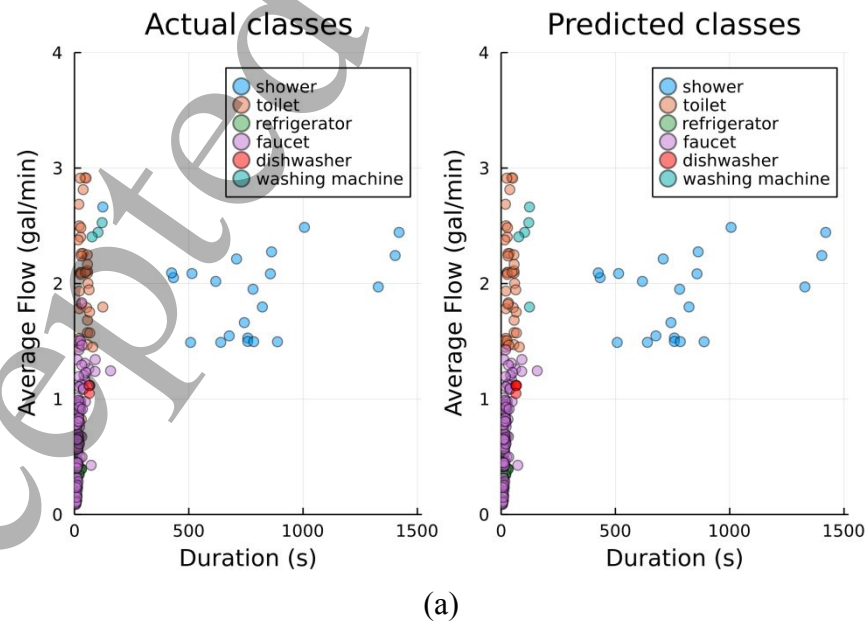 Actual classes
Predicted classes
4
3
2
1
0
Average Flow (gal/min)
shower
toilet
refrigerator
faucet
dishwasher
washing machine
0
500
1000
1500
Duration (s)
4
3
2
1
0
Average Flow (gal/min)
shower
toilet
refrigerator
faucet
dishwasher
washing machine
0
500
1000
1500
Duration (s)
(a)
cepted